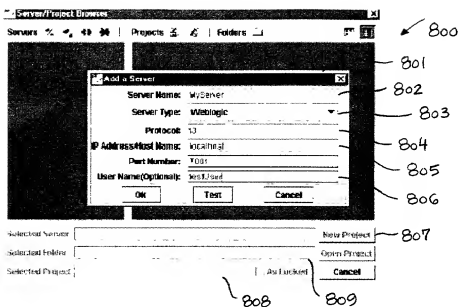 Server/Project Browser
Servers Projects Folders
800
801
Add a Server
Server Name: MyServer
802
Server Type: Weblogic
803
Protocol: t3
804
IP Address/Host Name: localhost
805
Port Number: 7001
User Name(Optional): testUser
806
Ok Test Cancel
Selected Server New Project
807
Selected Folder Open Project
Selected Project As Locked Cancel
808 809